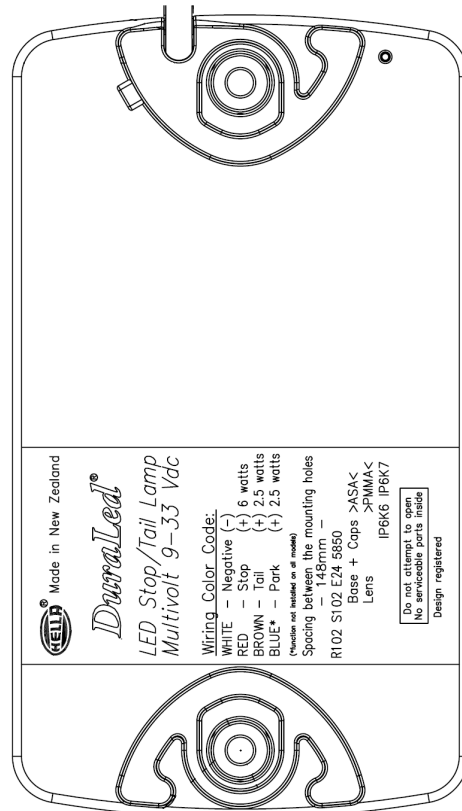 HELLA® Made in New Zealand
DuraLed®
LED Stop/Tail Lamp
Multivolt 9-33 Vdc
Wiring Color Code:
WHITE - Negative (-)
RED - Stop (+) 6 watts
BROWN - Tail (+) 2.5 watts
BLUE* - Park (+) 2.5 watts
(*function not installed on all models)
Spacing between the mounting holes
- 148mm -
R102 S102 E24 5850
Base + Caps >ASA<
Lens >PMMA<
IP6K6 IP6K7
Do not attempt to open
No serviceable parts inside
Design registered